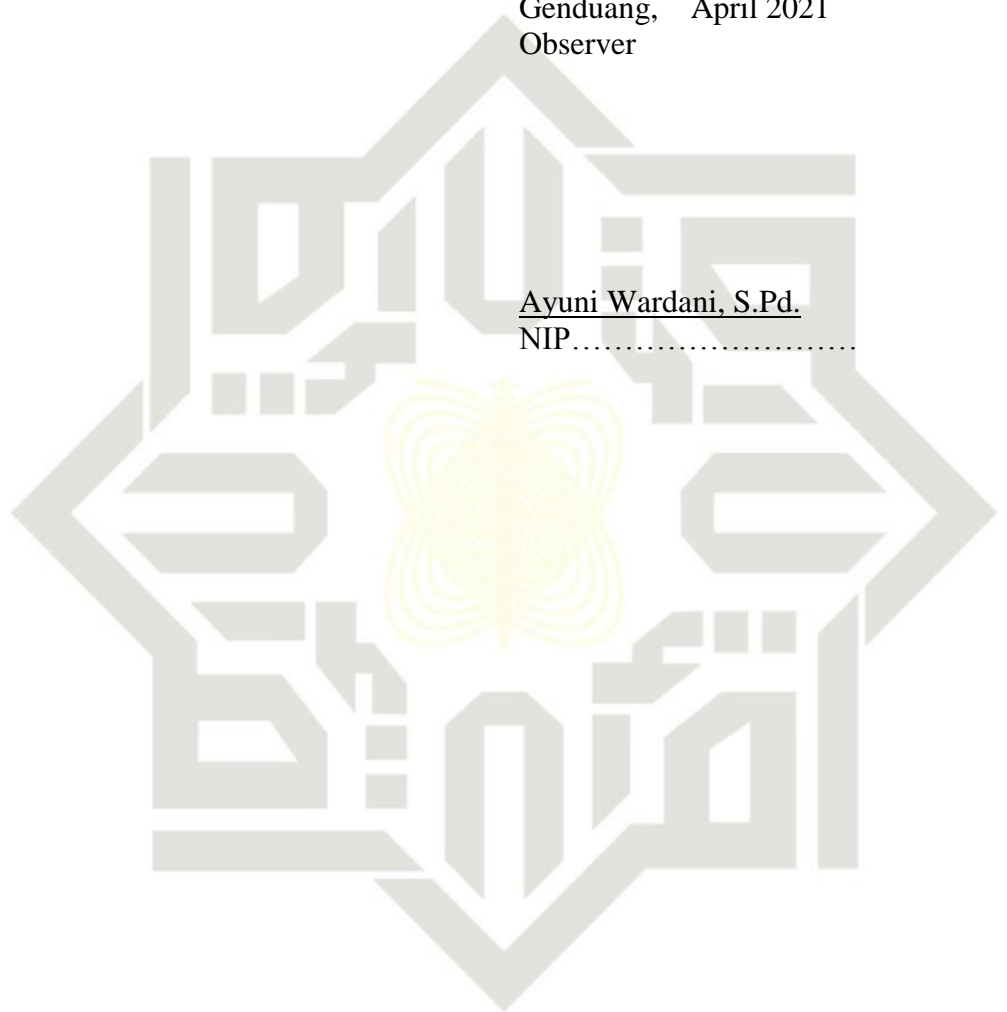 Genduang, April 2021
Observer
Ayuni Wardani, S.Pd.
NIP………………………